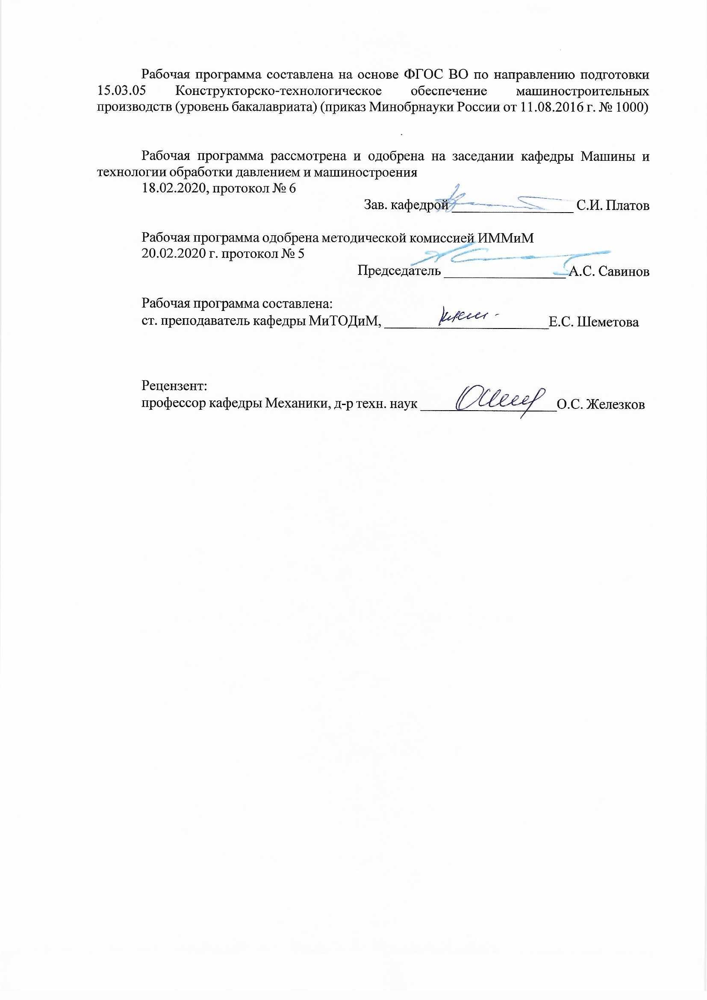 Рабочая программа составлена на основе ФГОС ВО по направлению подготовки
15.03.05 Конструкторско-технологическое обеспечение машиностроительных
производств (уровень бакалавриата) (приказ Минобрнауки России от 11.08.2016 г. № 1000)
Рабочая программа рассмотрена и одобрена на заседании кафедры Машины и
технологии обработки давлением и машиностроения
18.02.2020, протокол № 6
Зав. кафедрой С.И. Платов
Рабочая программа одобрена методической комиссией ИММиМ
20.02.2020 г. протокол № 5
Председатель А.С. Савинов
Рабочая программа составлена:
ст. преподаватель кафедры МиТОДиМ, Е.С. Шеметова
Рецензент:
профессор кафедры Механики, д-р техн. наук О.С. Железков